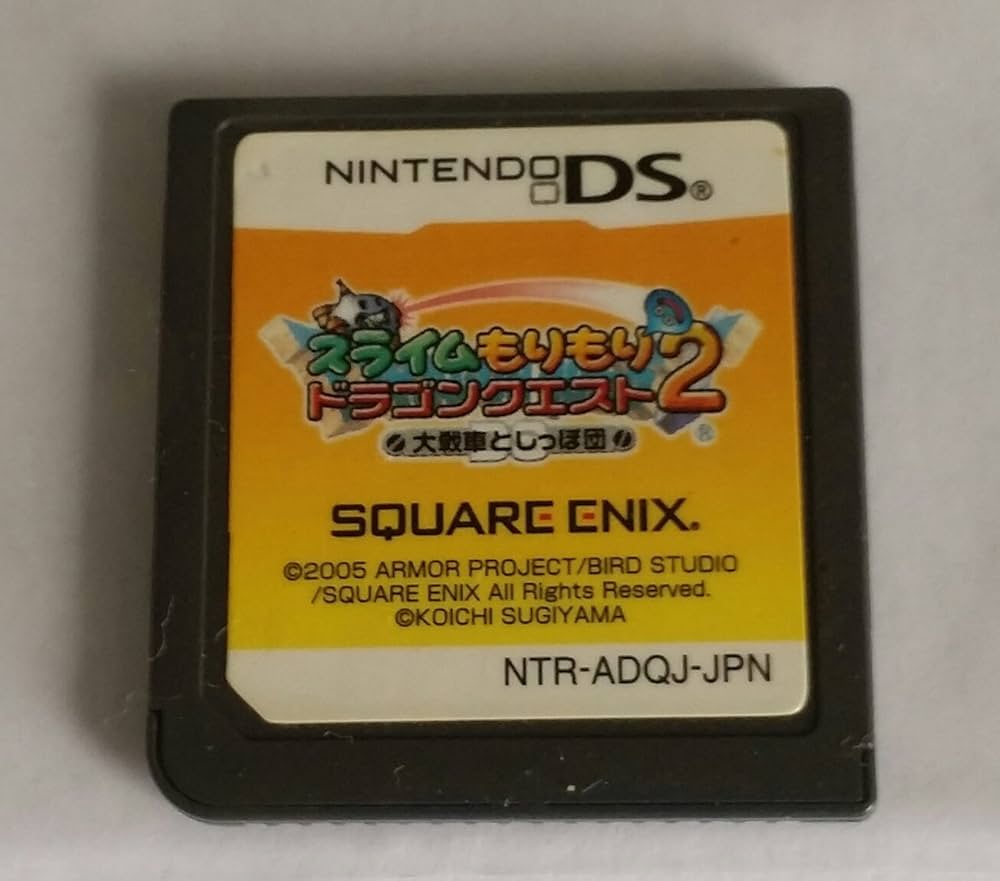 NINTENDO DS®
スライムもりもり
ドラゴンクエスト2
®
大戦車としっぽ団
SQUARE ENIX.
©2005 ARMOR PROJECT/BIRD STUDIO
/SQUARE ENIX All Rights Reserved.
©KOICHI SUGIYAMA
NTR-ADQJ-JPN